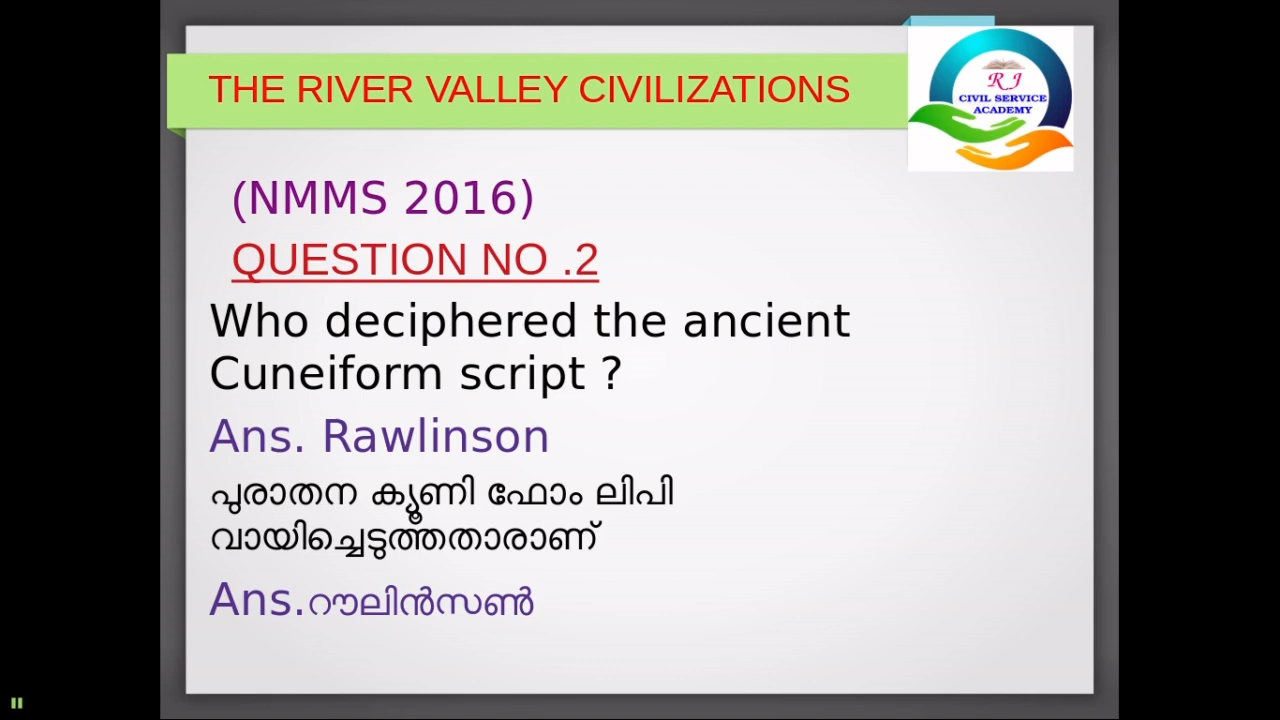 THE RIVER VALLEY CIVILIZATIONS
R J
CIVIL SERVICE
ACADEMY
(NMMS 2016)
QUESTION NO .2
Who deciphered the ancient
Cuneiform script ?
Ans. Rawlinson
പുരാതന ക്യൂണി ഫോം ലിപി
വായിച്ചെടുത്തതാരാണ്
Ans.റൗലിൻസൺ